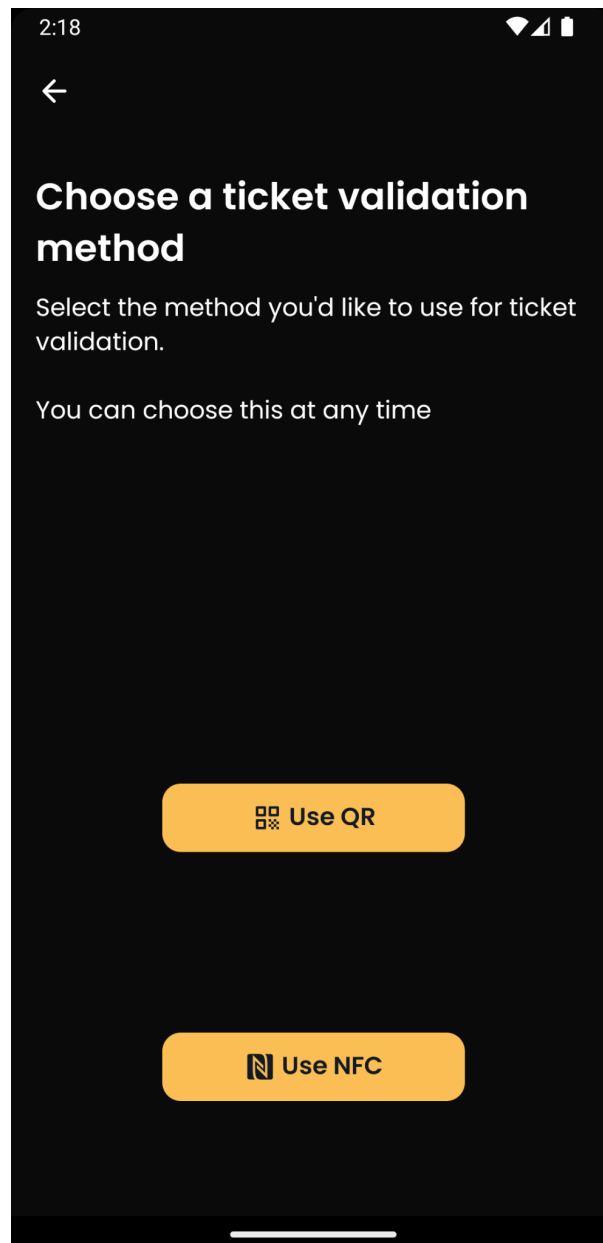 2:18
Choose a ticket validation
method
Select the method you'd like to use for ticket
validation.
You can choose this at any time
Use QR
Use NFC